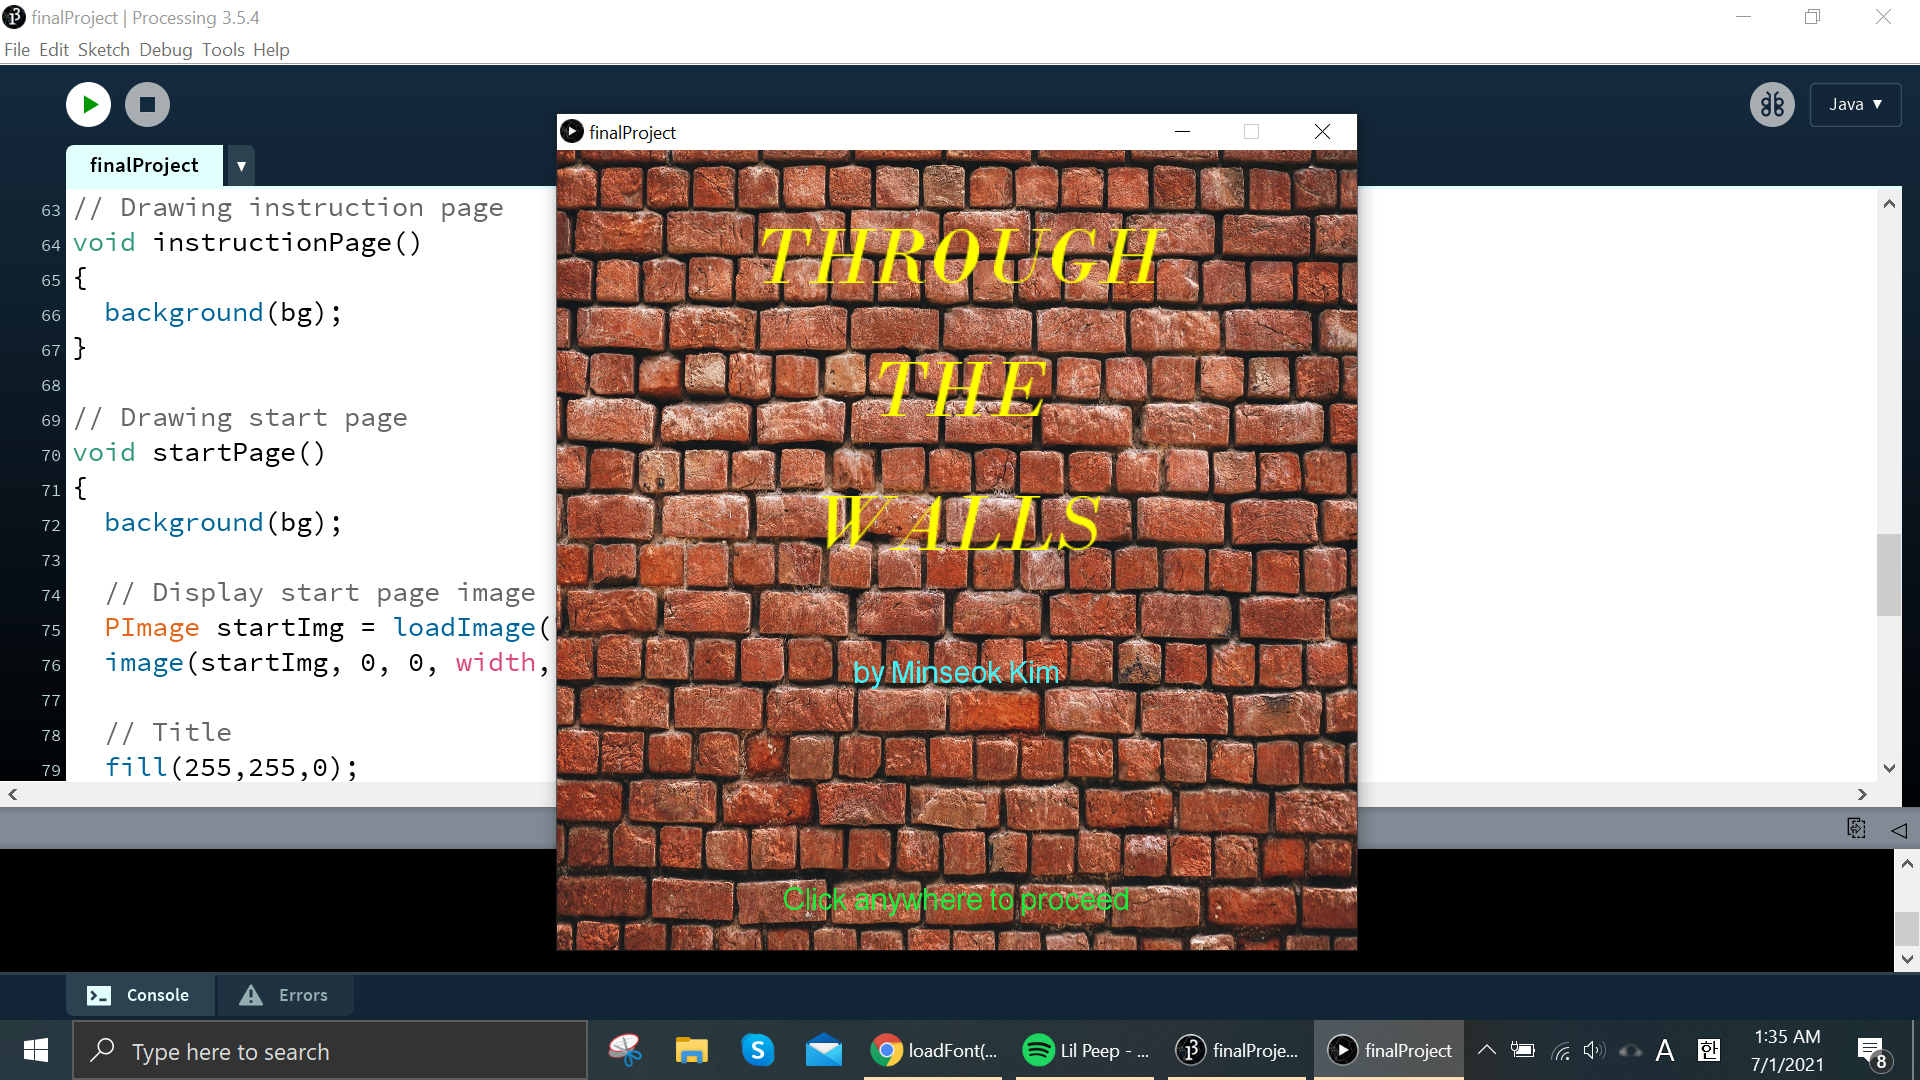 finalProject | Processing 3.5.4
File Edit Sketch Debug Tools Help
Java ▼
finalProject ▼
63 // Drawing instruction page
64 void instructionPage()
65 {
66 background(bg);
67 }
68
69 // Drawing start page
70 void startPage()
71 {
72 background(bg);
73
74 // Display start page image
75 PImage startImg = loadImage(
76 image(startImg, 0, 0, width,
77
78 // Title
79 fill(255,255,0);
finalProject
THROUGH
THE
WALLS
by Minseok Kim
Click anywhere to proceed
Console
Errors
Type here to search
loadFont(...
Lil Peep - ...
finalProje...
finalProject
A
한
1:35 AM
7/1/2021
8